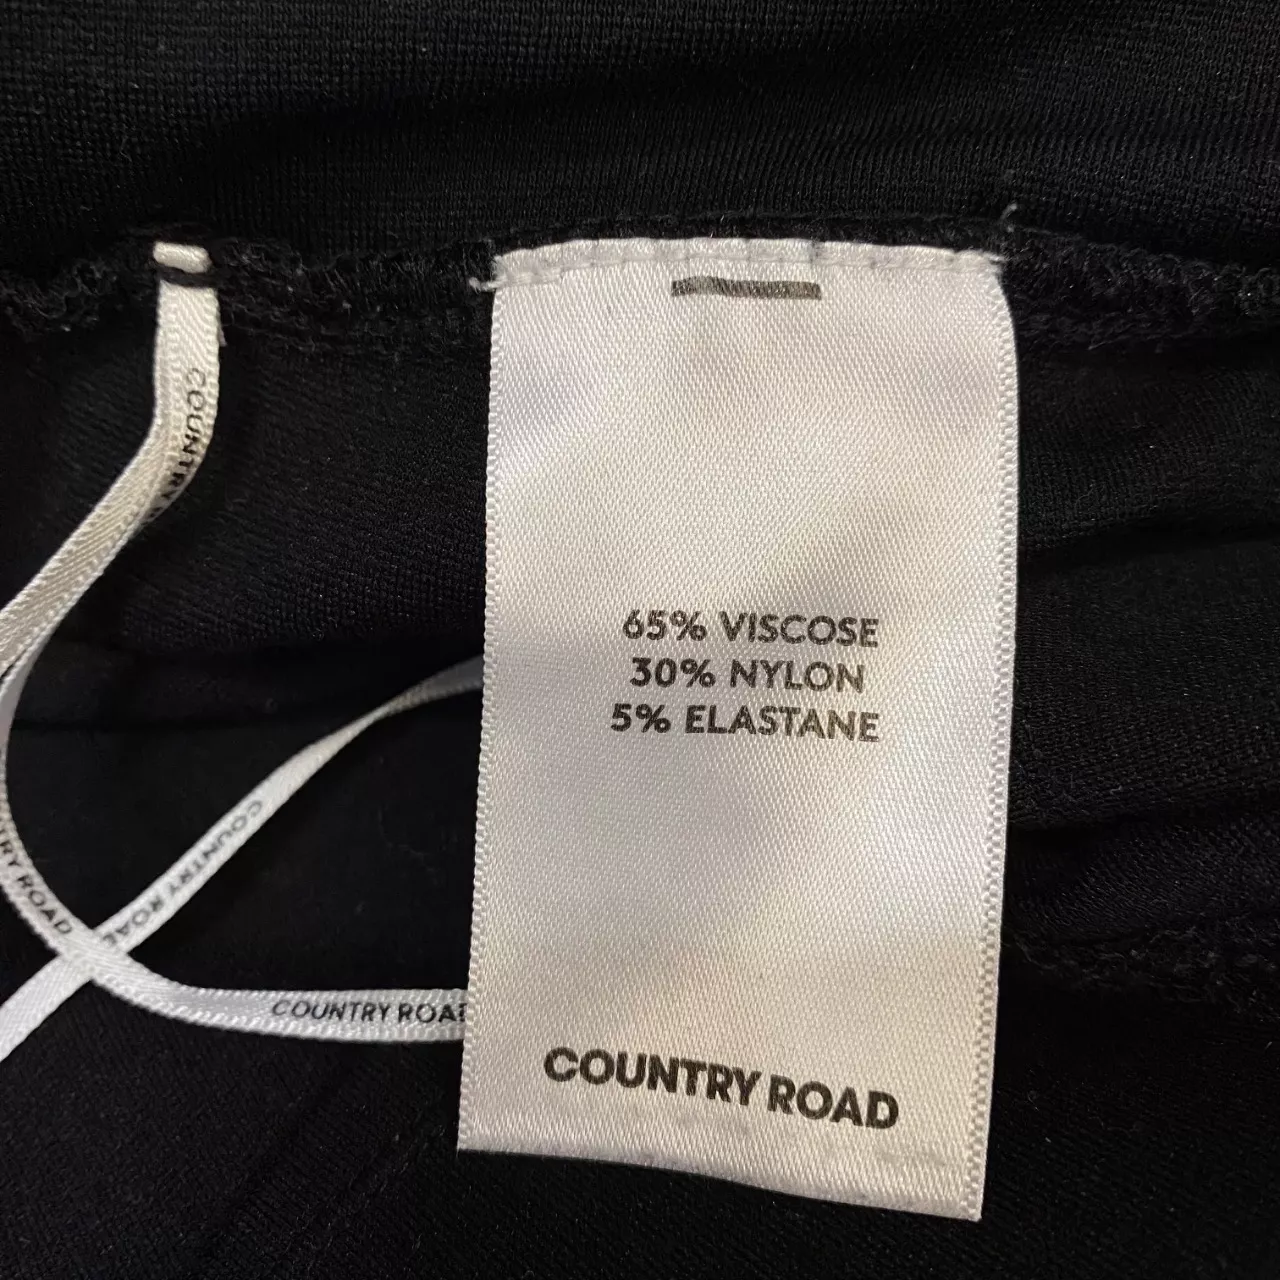 COUNTRY
65% VISCOSE
30% NYLON
5% ELASTANE
COUNTRY ROAD
ROAD
COUNTRY ROAD
COUNTRY ROAD